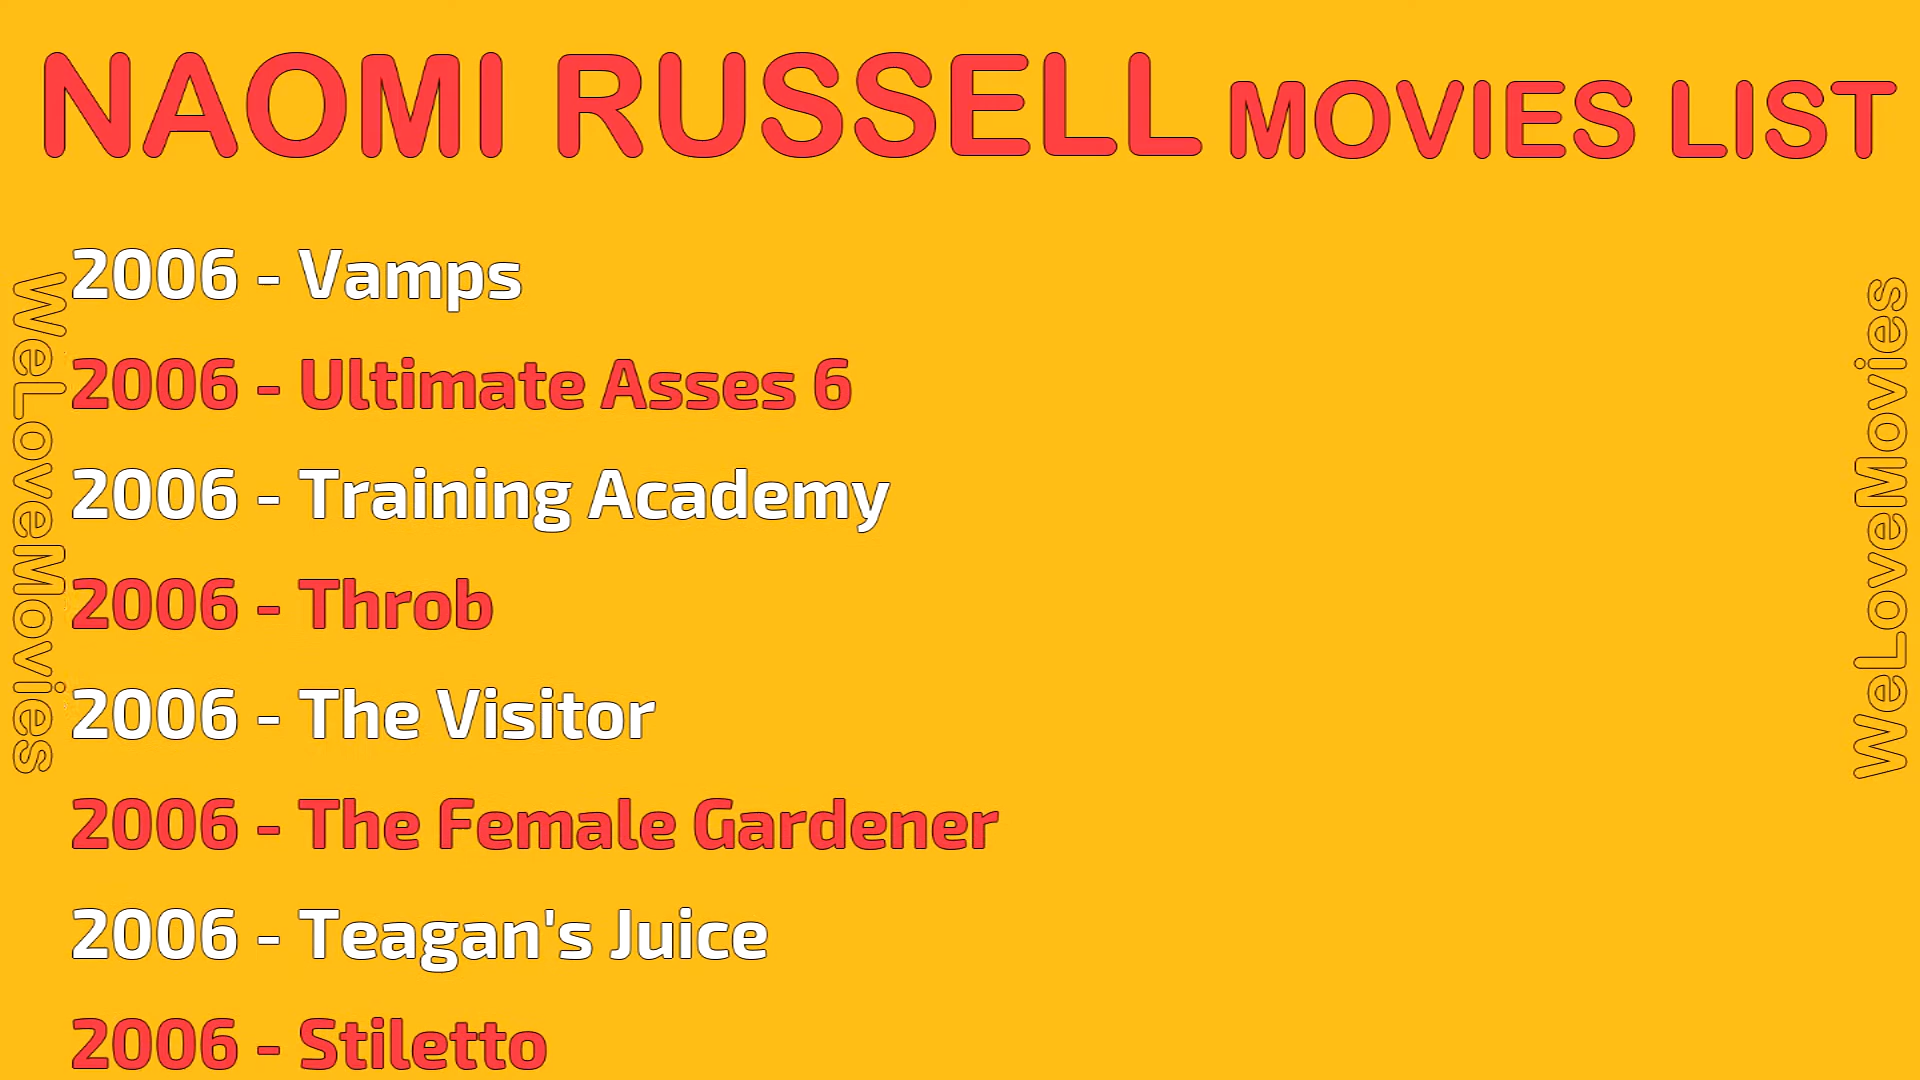 NAOMI RUSSELL MOVIES LIST
2006 - Vamps
2006 - Ultimate Asses 6
2006 - Training Academy
2006 - Throb
2006 - The Visitor
2006 - The Female Gardener
2006 - Teagan's Juice
2006 - Stiletto
WeLoveMovies
WeLoveMovies